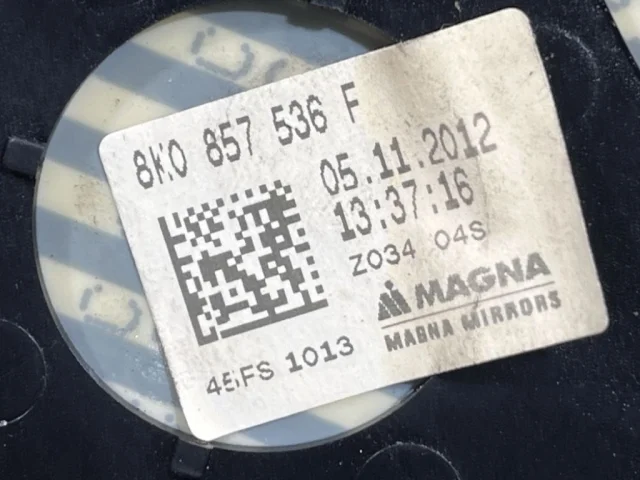 8K0 857 536 F
05.11.2012
13:37:16
Z034 04S
MAGNA
MAGNA MIRRORS
45FS 1013